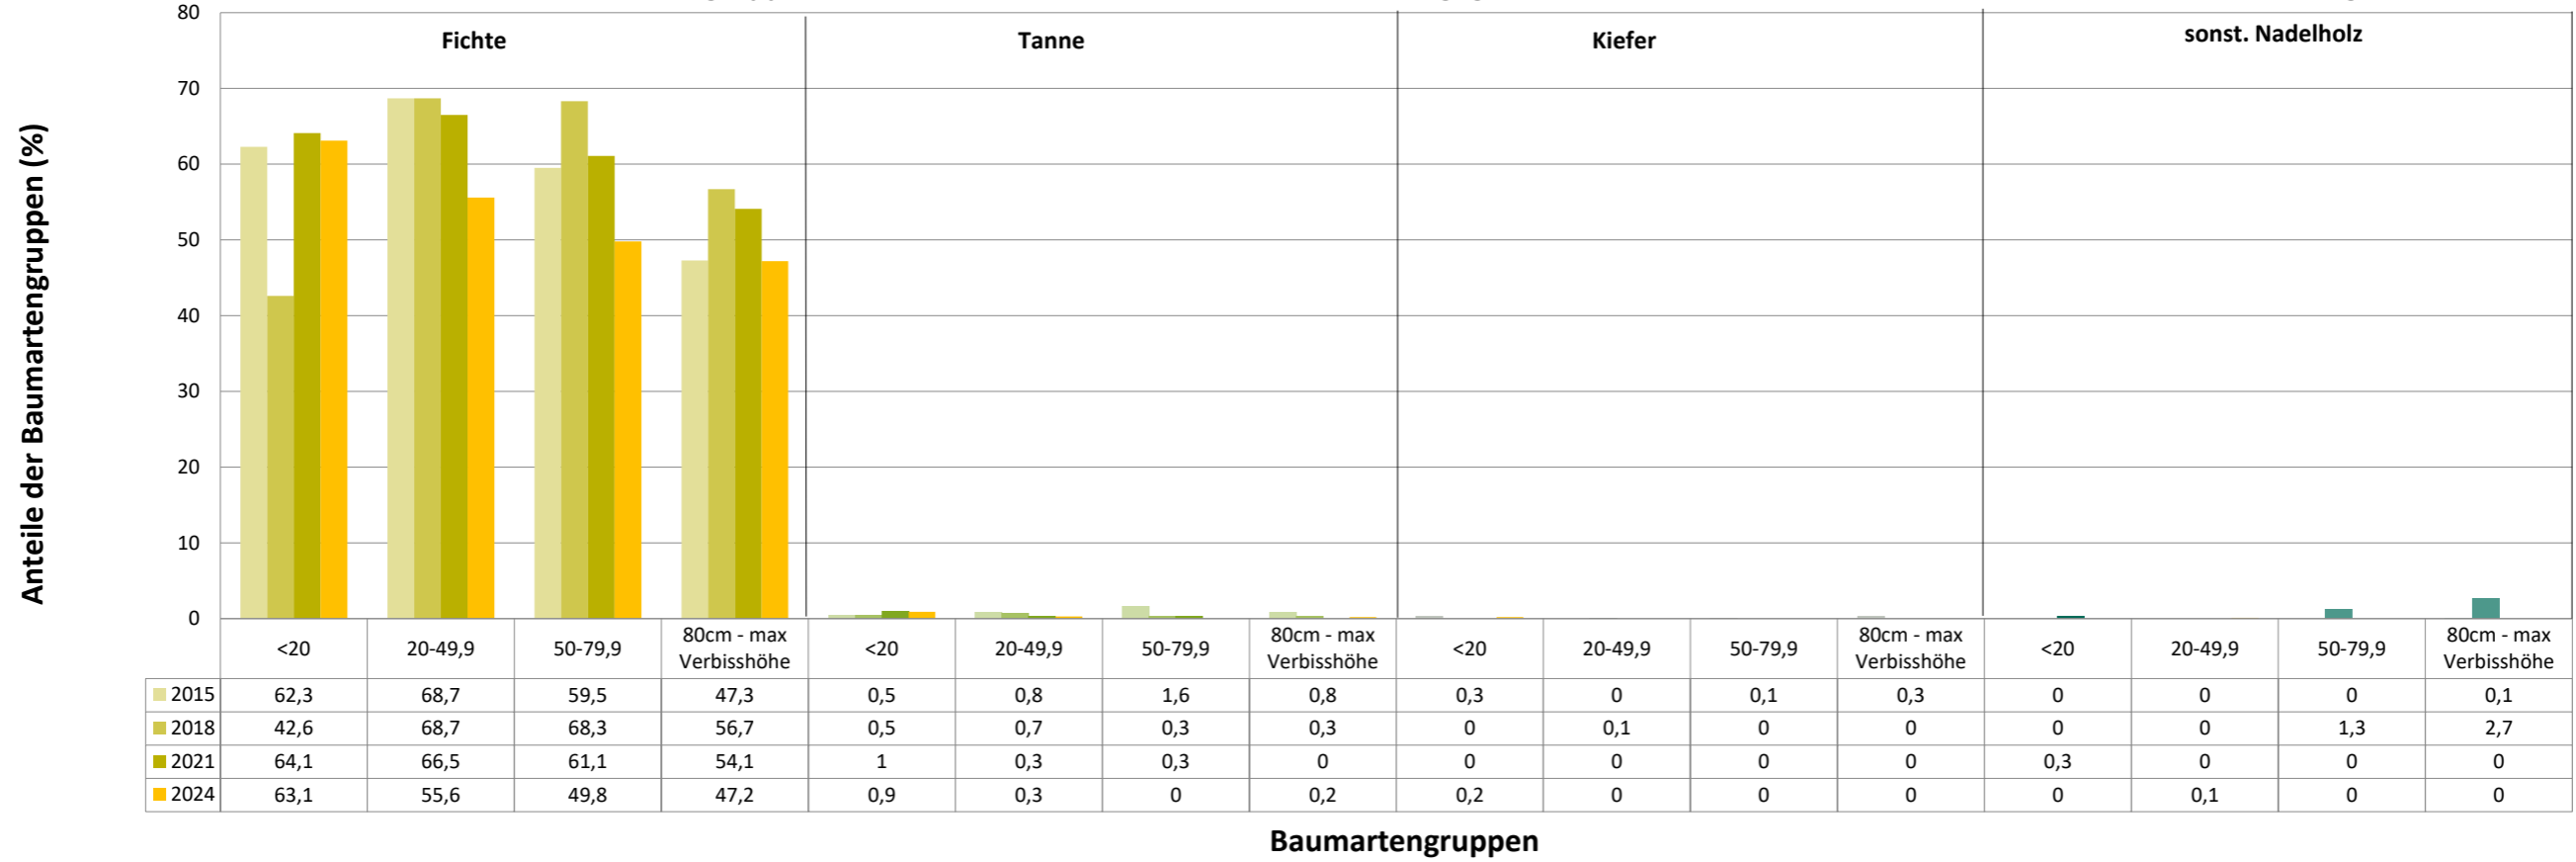 Anteile der Baumartengruppen (%)
80
70
60
50
40
30
20
10
0
Fichte
Tanne
Kiefer
sonst. Nadelholz
<20 20-49,9 50-79,9 80cm - max Verbisshöhe <20 20-49,9 50-79,9 80cm - max Verbisshöhe <20 20-49,9 50-79,9 80cm - max Verbisshöhe <20 20-49,9 50-79,9 80cm - max Verbisshöhe
2015 62,3 68,7 59,5 47,3 0,5 0,8 1,6 0,8 0,3 0 0,1 0,3 0 0 0 0,1
2018 42,6 68,7 68,3 56,7 0,5 0,7 0,3 0,3 0 0,1 0 0 0 0 1,3 2,7
2021 64,1 66,5 61,1 54,1 1 0,3 0,3 0 0 0 0 0 0,3 0 0 0
2024 63,1 55,6 49,8 47,2 0,9 0,3 0 0,2 0,2 0 0 0 0 0,1 0 0
Baumartengruppen